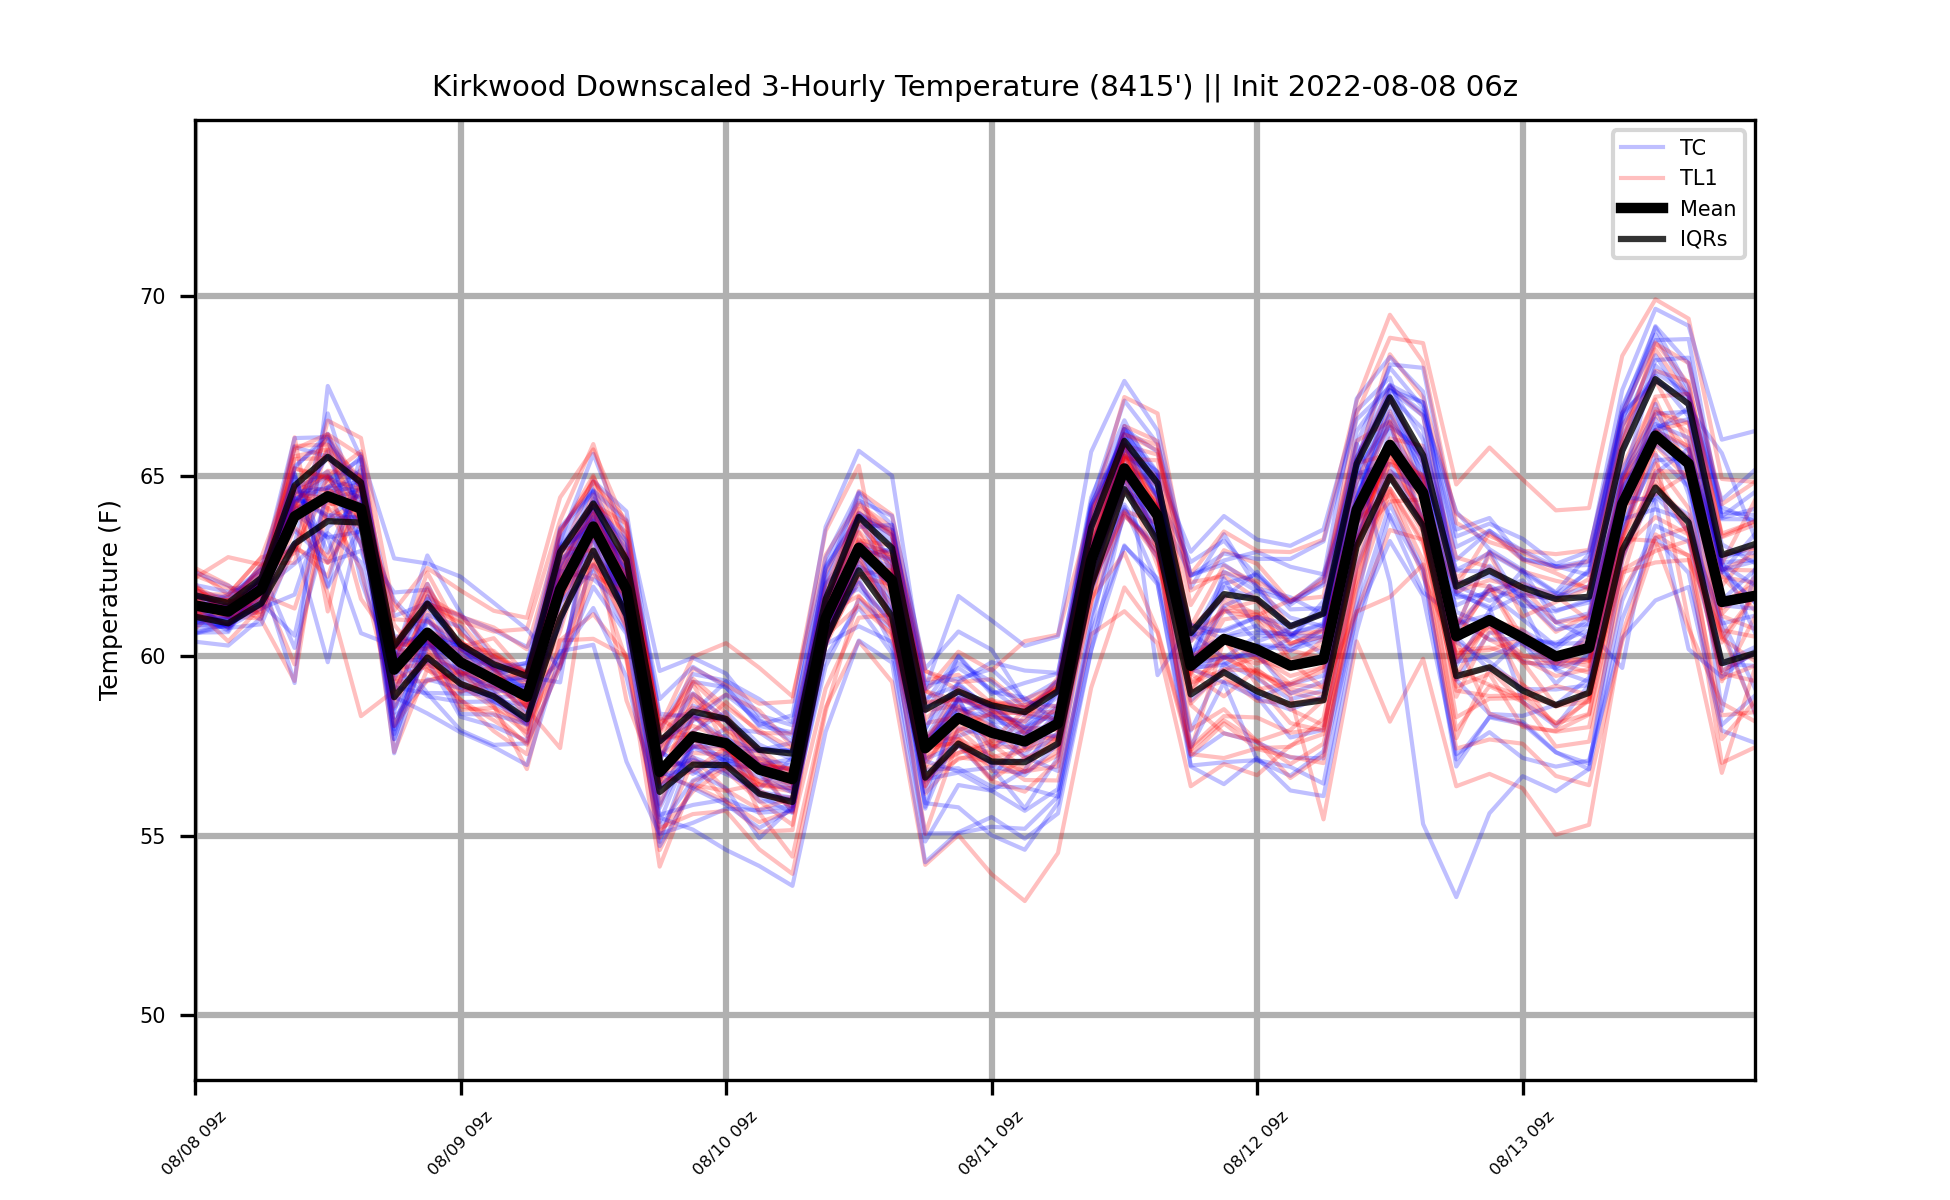 Kirkwood Downscaled 3-Hourly Temperature (8415') || Init 2022-08-08 06z
TC
TL1
Mean
IQRs
Temperature (F)
70
65
60
55
50
08/08 09z
08/09 09z
08/10 09z
08/11 09z
08/12 09z
08/13 09z